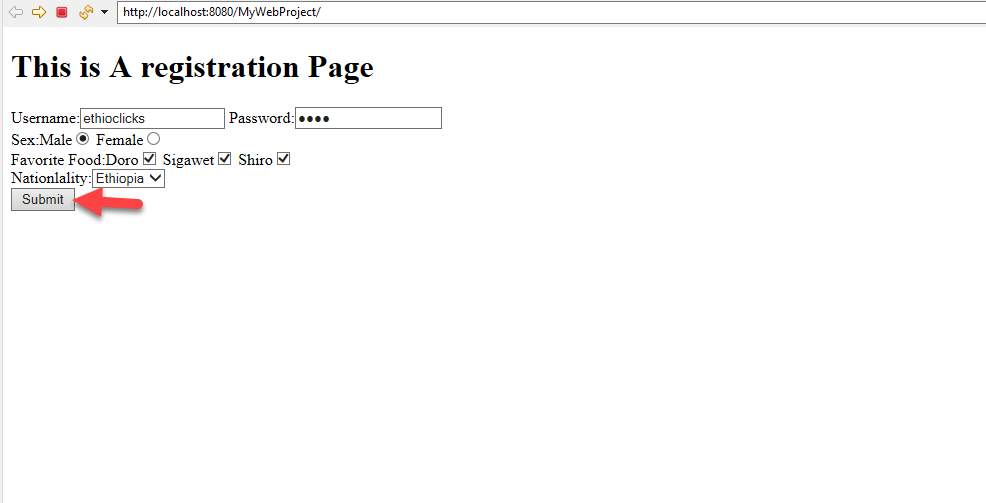 http://localhost:8080/MyWebProject/
This is A registration Page
Username:ethioclicks Password:●●●●
Sex:Male Female
Favorite Food:Doro Sigawet Shiro
Nationlality:Ethiopia
Submit